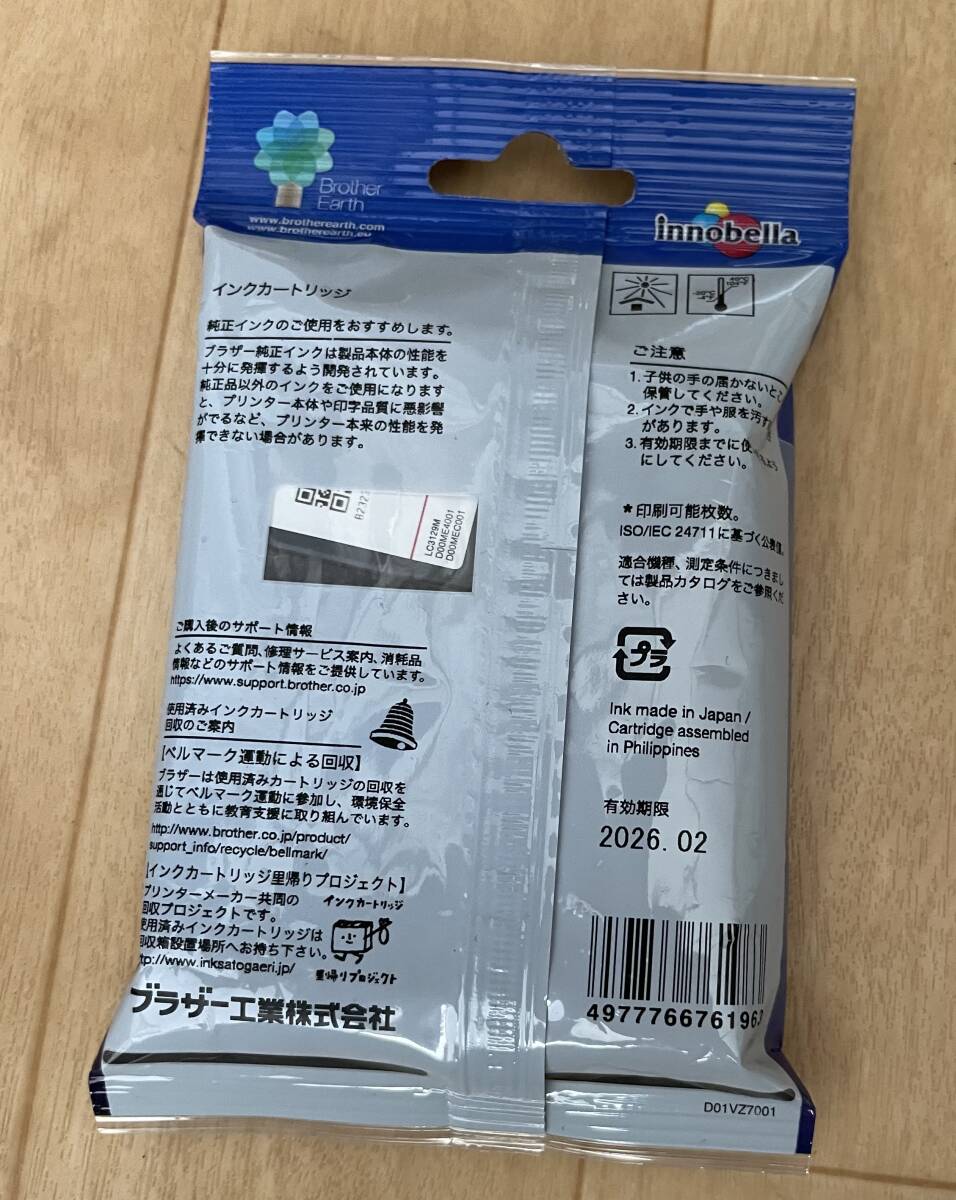 Brother
Earth
www.brotherearth.com
www.brotherearth.eu
innobella
インクカートリッジ
純正インクのご使用をおすすめします。
ブラザー純正インクは製品本体の性能を
十分に発揮するよう開発されています。
純正品以外のインクをご使用になります
と、プリンター本体や印字品質に悪影響
がでるなど、プリンター本来の性能を発
揮できない場合があります。
B2323
LC3129M
D00ME4001
D00MEC001
ご購入後のサポート情報
よくあるご質問、修理サービス案内、消耗品
情報などのサポート情報をご提供しています。
https://www.support.brother.co.jp
使用済みインクカートリッジ
回収のご案内
[ベルマーク運動による回収]
ブラザーは使用済みカートリッジの回収を
通じてベルマーク運動に参加し、環境保全
活動とともに教育支援に取り組んでいます。
http://www.brother.co.jp/product/
support_info/recycle/bellmark/
[インクカートリッジ里帰りプロジェクト]
プリンターメーカー共同の
回収プロジェクトです。
使用済みインクカートリッジは
回収箱設置場所へお持ち下さい。
tp://www.inksatogaeri.jp/
インクカートリッジ
里帰りプロジェクト
ブラザー工業株式会社
ご注意
1. 子供の手の届かないとこ
保管してください。
2. インクで手や服を汚す
があります。
3. 有効期限までに使
にしてください。
*印刷可能枚数。
ISO/IEC 24711に基づく公表値。
適合機種、測定条件につきまし
ては製品カタログをご参照くだ
さい。
プラ
Ink made in Japan /
Cartridge assembled
in Philippines
有効期限
2026.02
497776676196
D01VZ7001